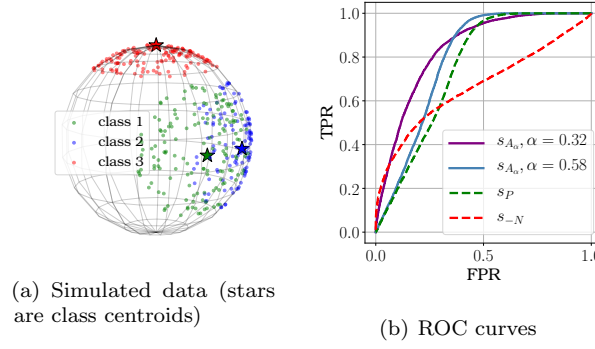 class 1
class 2
class 3
(a) Simulated data (stars
are class centroids)
TPR
1.0
0.8
0.6
0.4
0.2
0.0
s_{A_α}, α = 0.32
s_{A_α}, α = 0.58
s_P
s_{−N}
0.0
0.5
1.0
FPR
(b) ROC curves